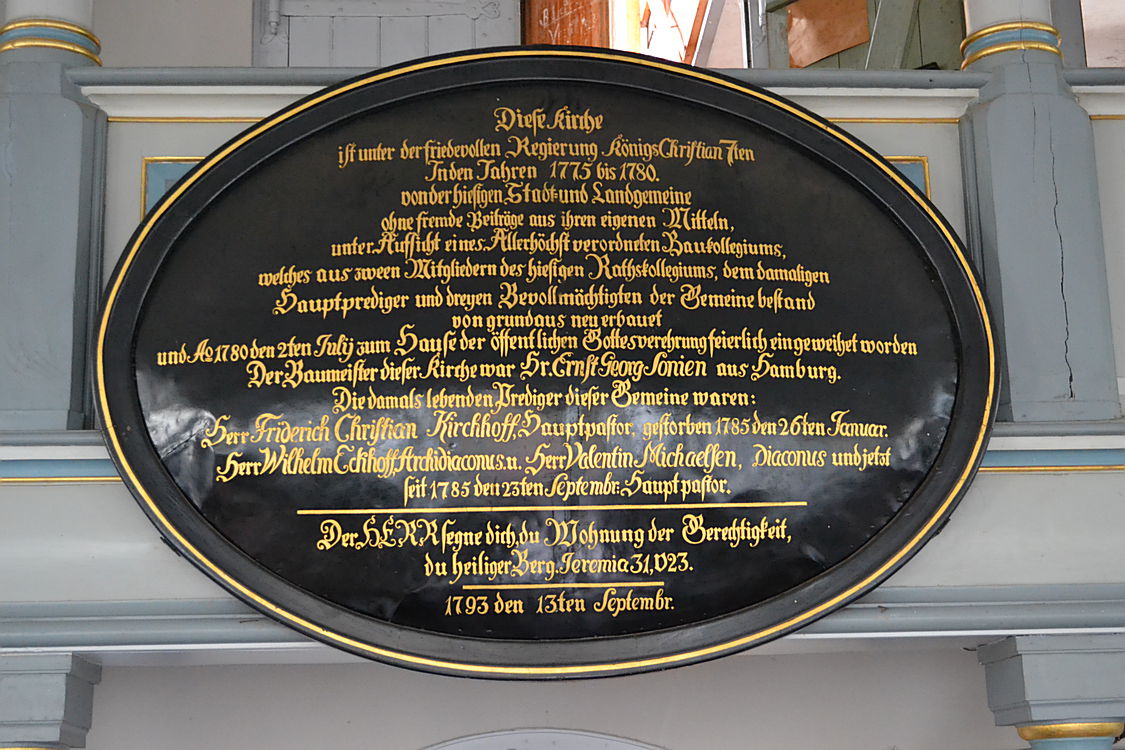 Diese Kirche
ist unter der friedevollen Regierung Königs Christian 7ten
In den Jahren 1775 bis 1780.
von der hiesigen Stadt= und Landgemeine
ohne fremde Beiträge aus ihren eigenen Mitteln,
unter Aufsicht eines Allerhöchst verordneten Baukollegiums,
welches aus zween Mitgliedern des hiesigen Rathskollegiums, dem damaligen
Hauptprediger und dreyen Bevollmächtigten der Gemeine bestand
von grundaus neu erbauet
und Ao 1780 den 2ten Julij zum Hause der öffentlichen Gottesverehrung feierlich eingeweihet worden
Der Baumeister dieser Kirche war Hr. Ernst Georg Sonien aus Hamburg.
Die damals lebenden Prediger dieser Gemeine waren:
Herr Friderich Christian Kirchhoff, Hauptpastor, gestorben 1785 den 26ten Januar.
Herr Wilhelm Eckhoff, Archidiaconus. u. Herr Valentin Michaelsen, Diaconus und jetzt
seit 1785 den 23ten Septembr: Hauptpastor.
Der HERR segne dich, du Wohnung der Gerechtigkeit,
du heiliger Berg. Jeremia 31, V23.
1793 den 13ten Septembr.